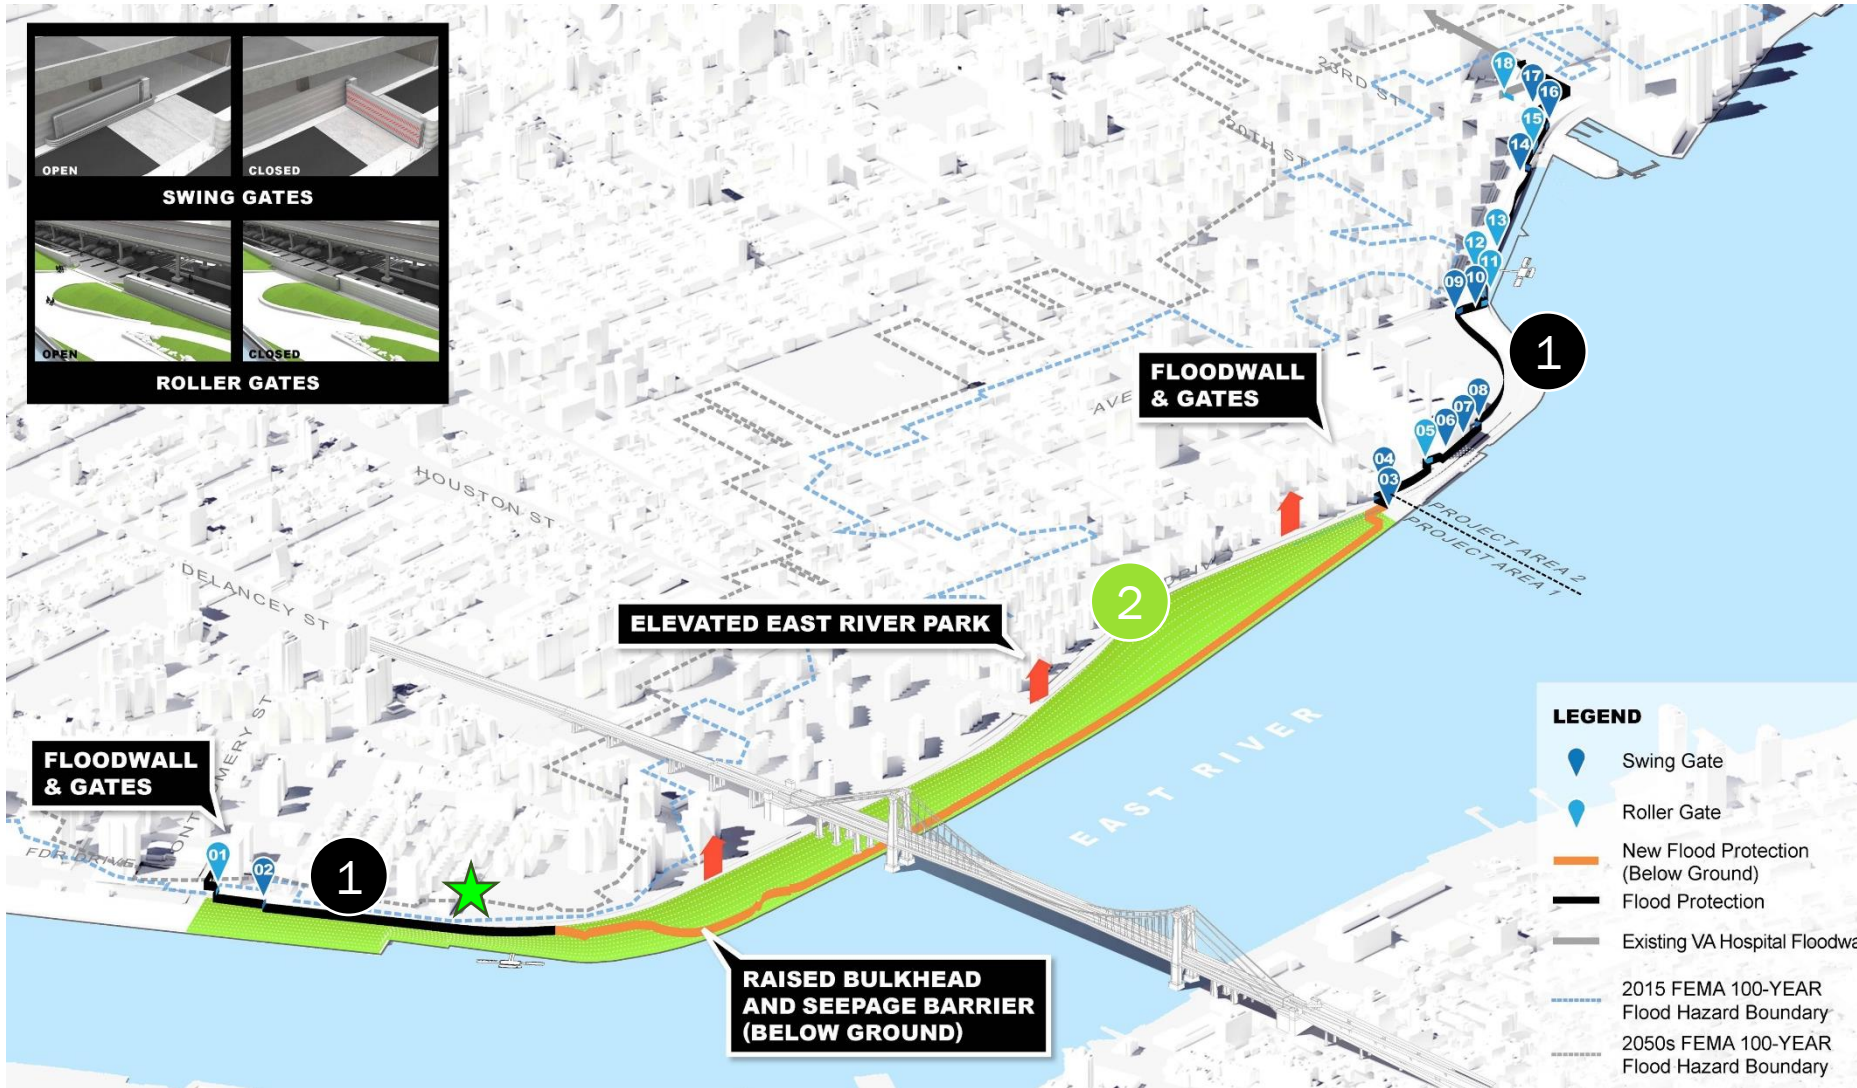 OPEN
CLOSED
SWING GATES
OPEN
CLOSED
ROLLER GATES
23RD ST
20TH ST
18
17
16
15
14
13
12
11
10
09
1
FLOODWALL
& GATES
AVE
08
07
06
05
04
03
HOUSTON ST
PROJECT AREA 2
PROJECT AREA 1
DELANCEY ST
2
ELEVATED EAST RIVER PARK
EAST RIVER
FLOODWALL
& GATES
FDR DRIVE
01
02
1
RAISED BULKHEAD
AND SEEPAGE BARRIER
(BELOW GROUND)
LEGEND
Swing Gate
Roller Gate
New Flood Protection
(Below Ground)
Flood Protection
Existing VA Hospital Floodwa
2015 FEMA 100-YEAR
Flood Hazard Boundary
2050s FEMA 100-YEAR
Flood Hazard Boundary